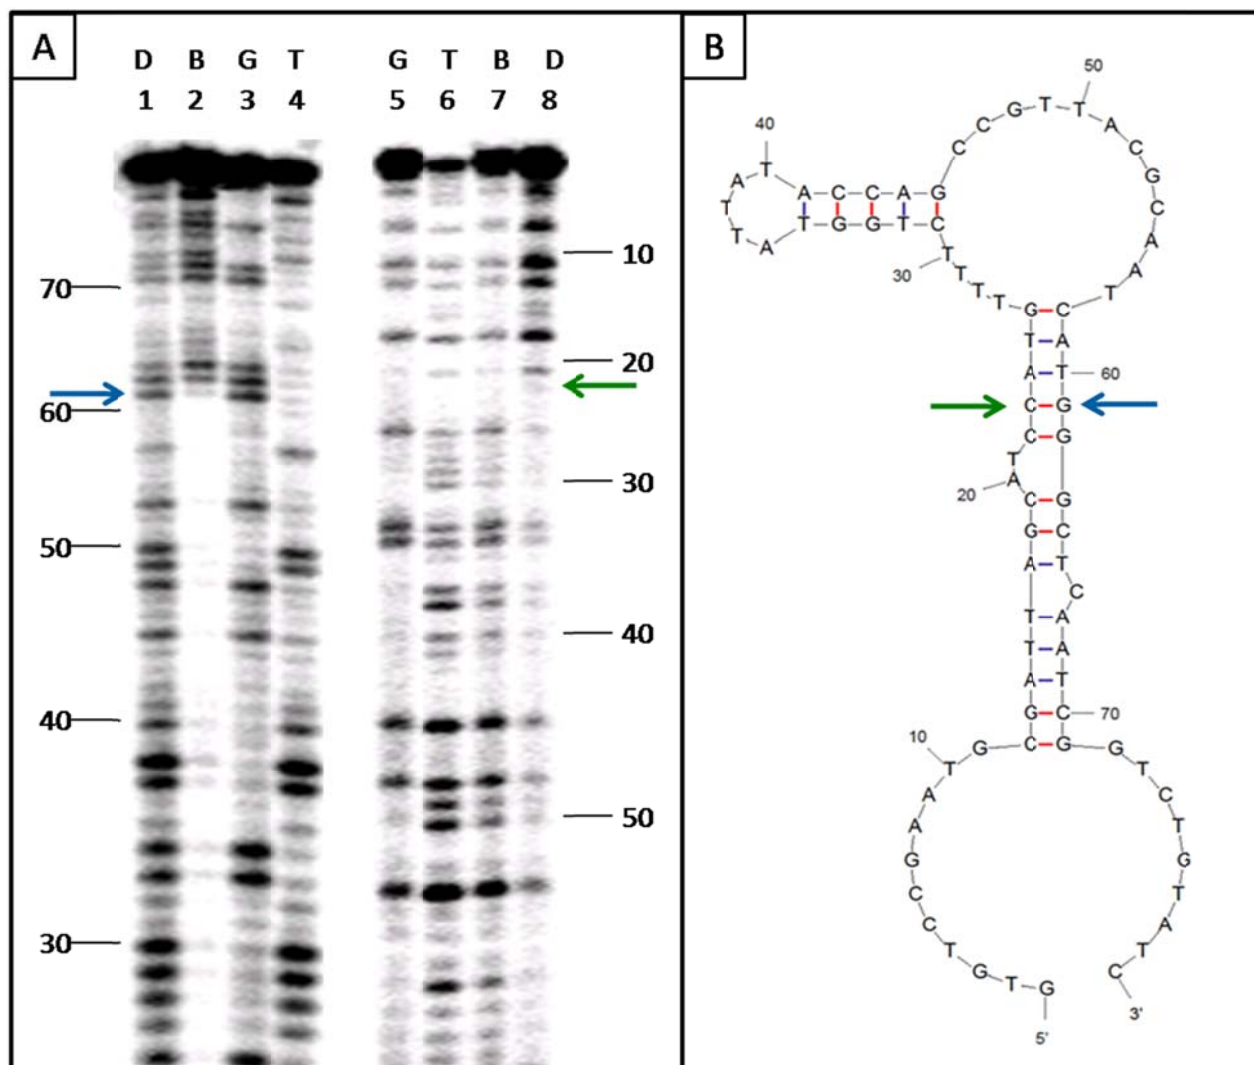 A
D B G T G T B D
1 2 3 4 5 6 7 8
70
60
50
40
30
10
20
30
40
50
B
5'
G T G T C C G A A T
10
G C G A T T A G C A
20
T C C A T G T T T T
30
C T G G T A T T A T
40
A C C A G C C G T T
50
A C G C A A T C A T
60
G G G C T C A A T C
70
G G T C T G T A T C
3'